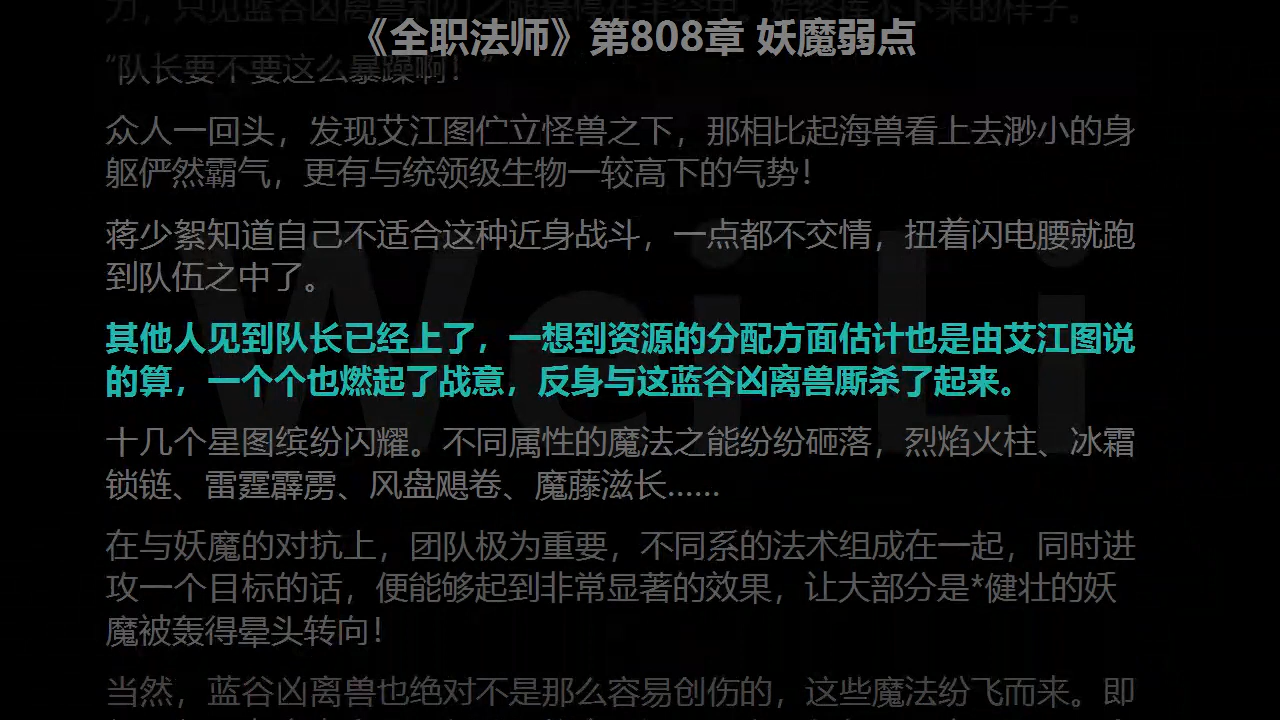 力，只见蓝谷凶离兽
《全职法师》第808章 妖魔弱点
“队长要不要这么暴躁啊！”
众人一回头，发现艾江图伫立怪兽之下，那相比起海兽看上去渺小的身
躯俨然霸气，更有与统领级生物一较高下的气势！
蒋少絮知道自己不适合这种近身战斗，一点都不交情，扭着闪电腰就跑
到队伍之中了。
其他人见到队长已经上了，一想到资源的分配方面估计也是由艾江图说
的算，一个个也燃起了战意，反身与这蓝谷凶离兽厮杀了起来。
十几个星图缤纷闪耀。不同属性的魔法之能纷纷砸落，烈焰火柱、冰霜
锁链、雷霆霹雳、风盘飓卷、魔藤滋长……
在与妖魔的对抗上，团队极为重要，不同系的法术组成在一起，同时进
攻一个目标的话，便能够起到非常显著的效果，让大部分是*健壮的妖
魔被轰得晕头转向！
当然，蓝谷凶离兽也绝对不是那么容易创伤的，这些魔法纷飞而来。即
Wei Li